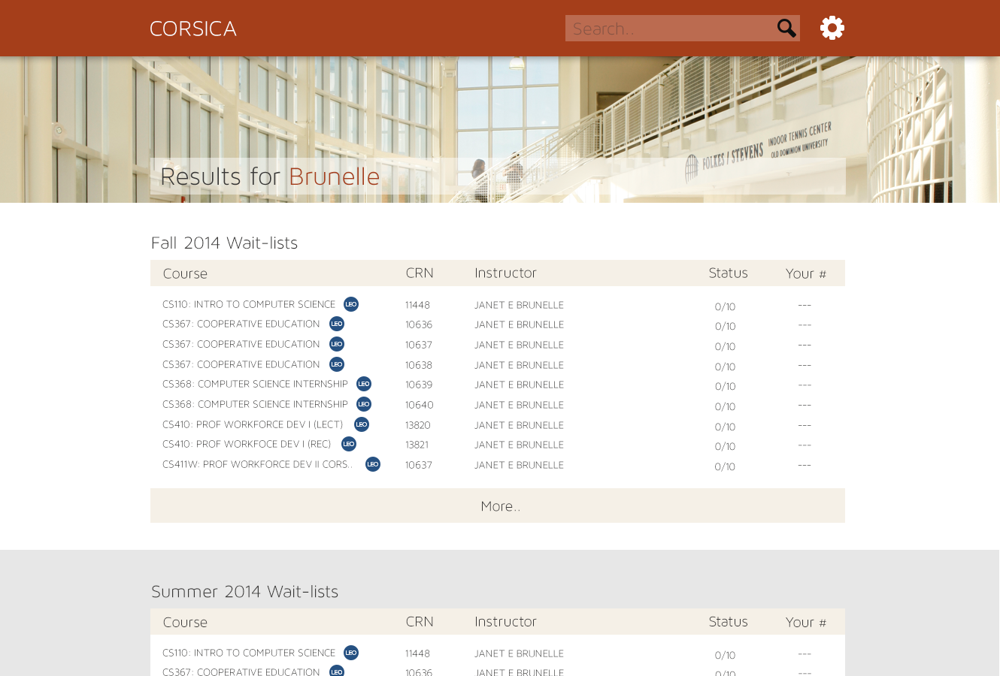 CORSICA Search..
FOLKES / STEVENS INDOOR TENNIS CENTER
OLD DOMINION UNIVERSITY
Results for Brunelle
Fall 2014 Wait-lists
Course CRN Instructor Status Your #
CS110: INTRO TO COMPUTER SCIENCE LEO 11448 JANET E BRUNELLE 0/10 ---
CS367: COOPERATIVE EDUCATION LEO 10636 JANET E BRUNELLE 0/10 ---
CS367: COOPERATIVE EDUCATION LEO 10637 JANET E BRUNELLE 0/10 ---
CS367: COOPERATIVE EDUCATION LEO 10638 JANET E BRUNELLE 0/10 ---
CS368: COMPUTER SCIENCE INTERNSHIP LEO 10639 JANET E BRUNELLE 0/10 ---
CS368: COMPUTER SCIENCE INTERNSHIP LEO 10640 JANET E BRUNELLE 0/10 ---
CS410: PROF WORKFORCE DEV I (LECT) LEO 13820 JANET E BRUNELLE 0/10 ---
CS410: PROF WORKFOCE DEV I (REC) LEO 13821 JANET E BRUNELLE 0/10 ---
CS411W: PROF WORKFORCE DEV II CORS.. LEO 10637 JANET E BRUNELLE 0/10 ---
More..
Summer 2014 Wait-lists
Course CRN Instructor Status Your #
CS110: INTRO TO COMPUTER SCIENCE LEO 11448 JANET E BRUNELLE 0/10 ---
CS367: COOPERATIVE EDUCATION LEO 10636 JANET E BRUNELLE 0/10 ---